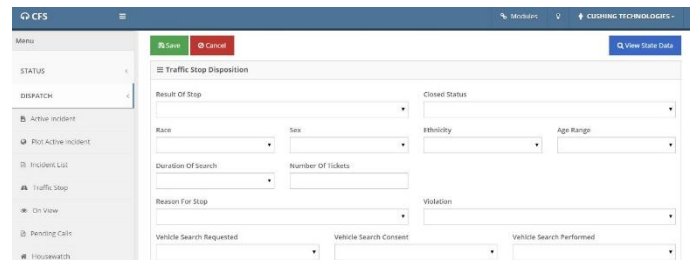 CFS
Modules
CUSHING TECHNOLOGIES
Menu
Save Cancel View State Data
STATUS
Traffic Stop Disposition
DISPATCH
Result Of Stop Closed Status
Active Incident
Race Sex Ethnicity Age Range
Plot Active Incident
Incident List
Duration Of Search Number Of Tickets
Traffic Stop
Reason For Stop Violation
On View
Pending Calls
Vehicle Search Requested Vehicle Search Consent Vehicle Search Performed
Housewatch